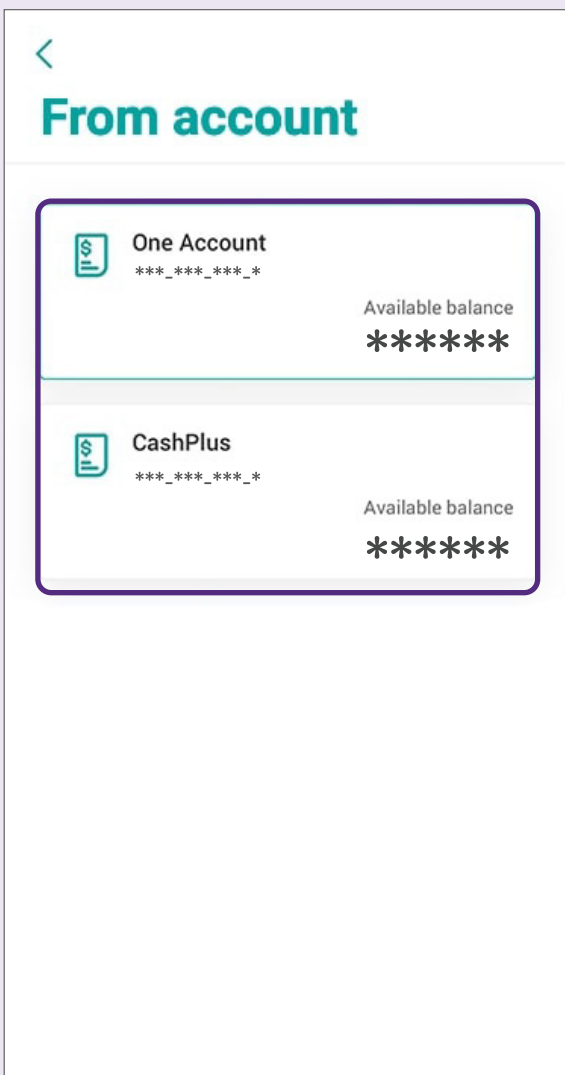 From account
One Account
***_***_***_*
Available balance
******
CashPlus
***_***_***_*
Available balance
******